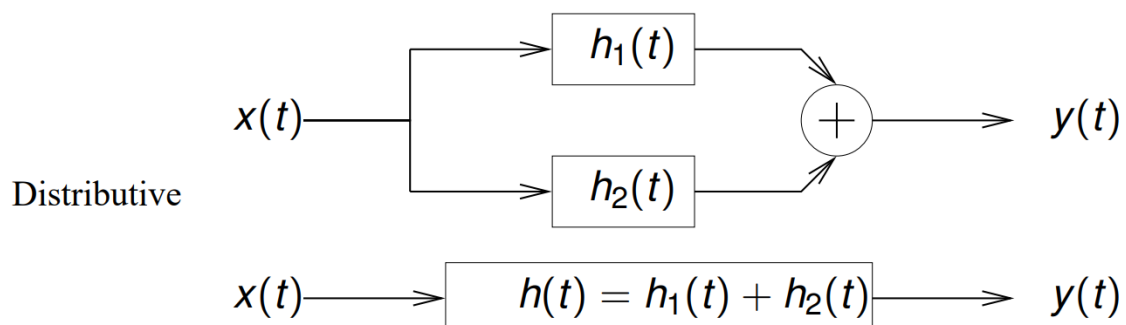 h₁(t)
x(t) + y(t)
h₂(t)
Distributive
x(t) h(t) = h₁(t) + h₂(t) y(t)